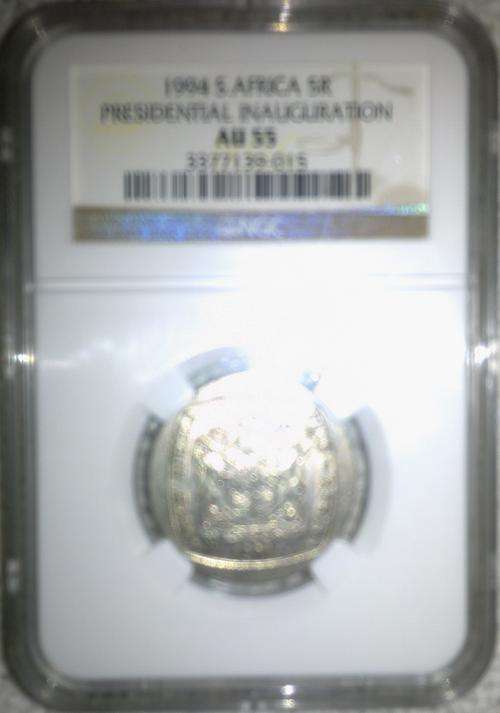 1994 S.AFRICA 5R
PRESIDENTIAL INAUGURATION
AU 55
3377139-015
NGC